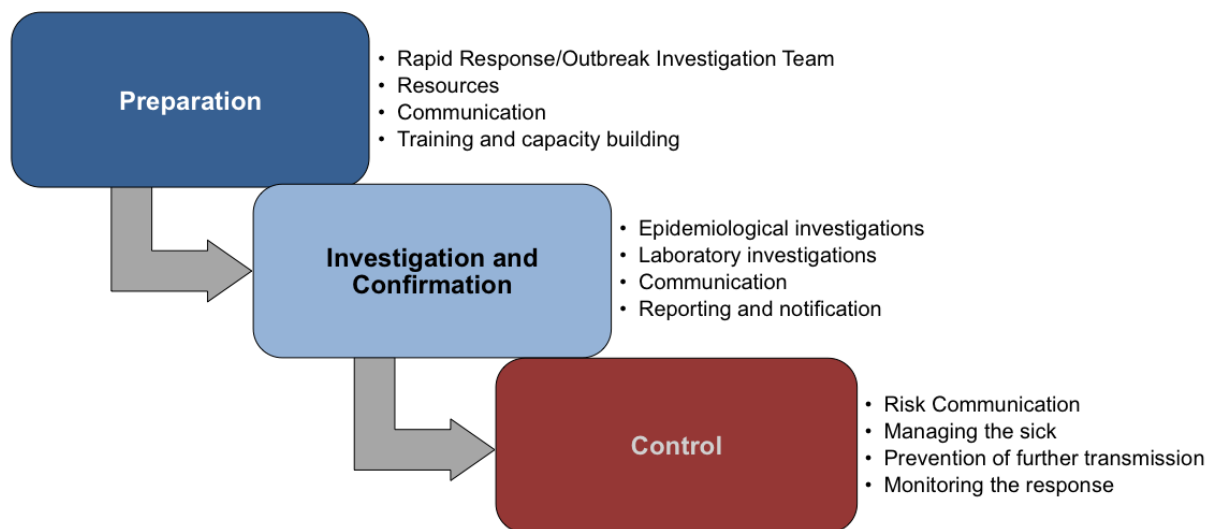 Preparation
• Rapid Response/Outbreak Investigation Team
• Resources
• Communication
• Training and capacity building
Investigation and
Confirmation
• Epidemiological investigations
• Laboratory investigations
• Communication
• Reporting and notification
Control
• Risk Communication
• Managing the sick
• Prevention of further transmission
• Monitoring the response